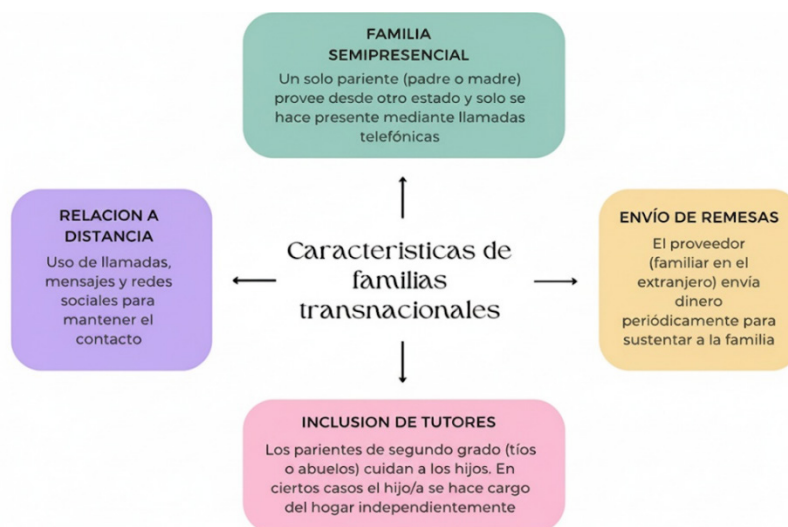 FAMILIA
SEMIPRESENCIAL
Un solo pariente (padre o madre)
provee desde otro estado y solo se
hace presente mediante llamadas
telefónicas
RELACION A
DISTANCIA
Uso de llamadas,
mensajes y redes
sociales para
mantener el
contacto
Caracteristicas de
familias
transnacionales
ENVÍO DE REMESAS
El proveedor
(familiar en el
extranjero) envía
dinero
periódicamente para
sustentar a la familia
INCLUSION DE TUTORES
Los parientes de segundo grado (tíos
o abuelos) cuidan a los hijos. En
ciertos casos el hijo/a se hace cargo
del hogar independientemente